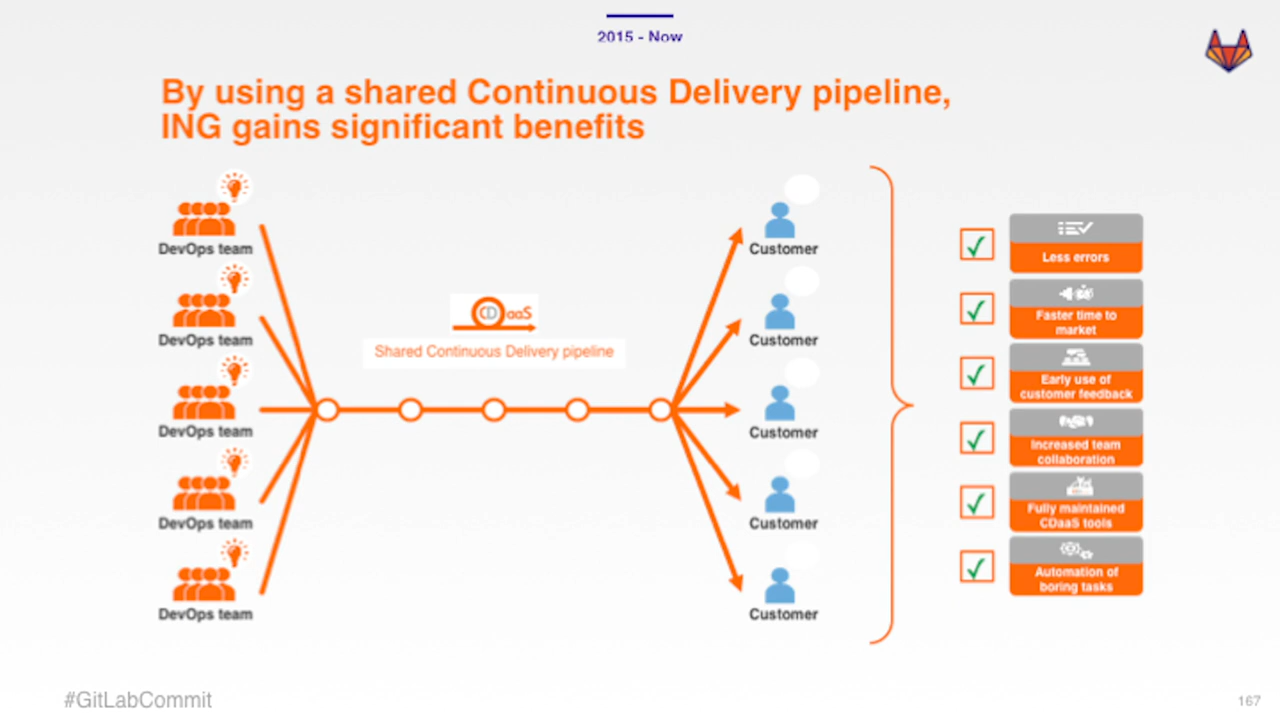 2015 - Now
By using a shared Continuous Delivery pipeline,
ING gains significant benefits
DevOps team
DevOps team
DevOps team
DevOps team
DevOps team
CDaaS
Shared Continuous Delivery pipeline
Customer
Customer
Customer
Customer
Customer
Less errors
Faster time to
market
Early use of
customer feedback
Increased team
collaboration
Fully maintained
CDaaS tools
Automation of
boring tasks
#GitLabCommit
167